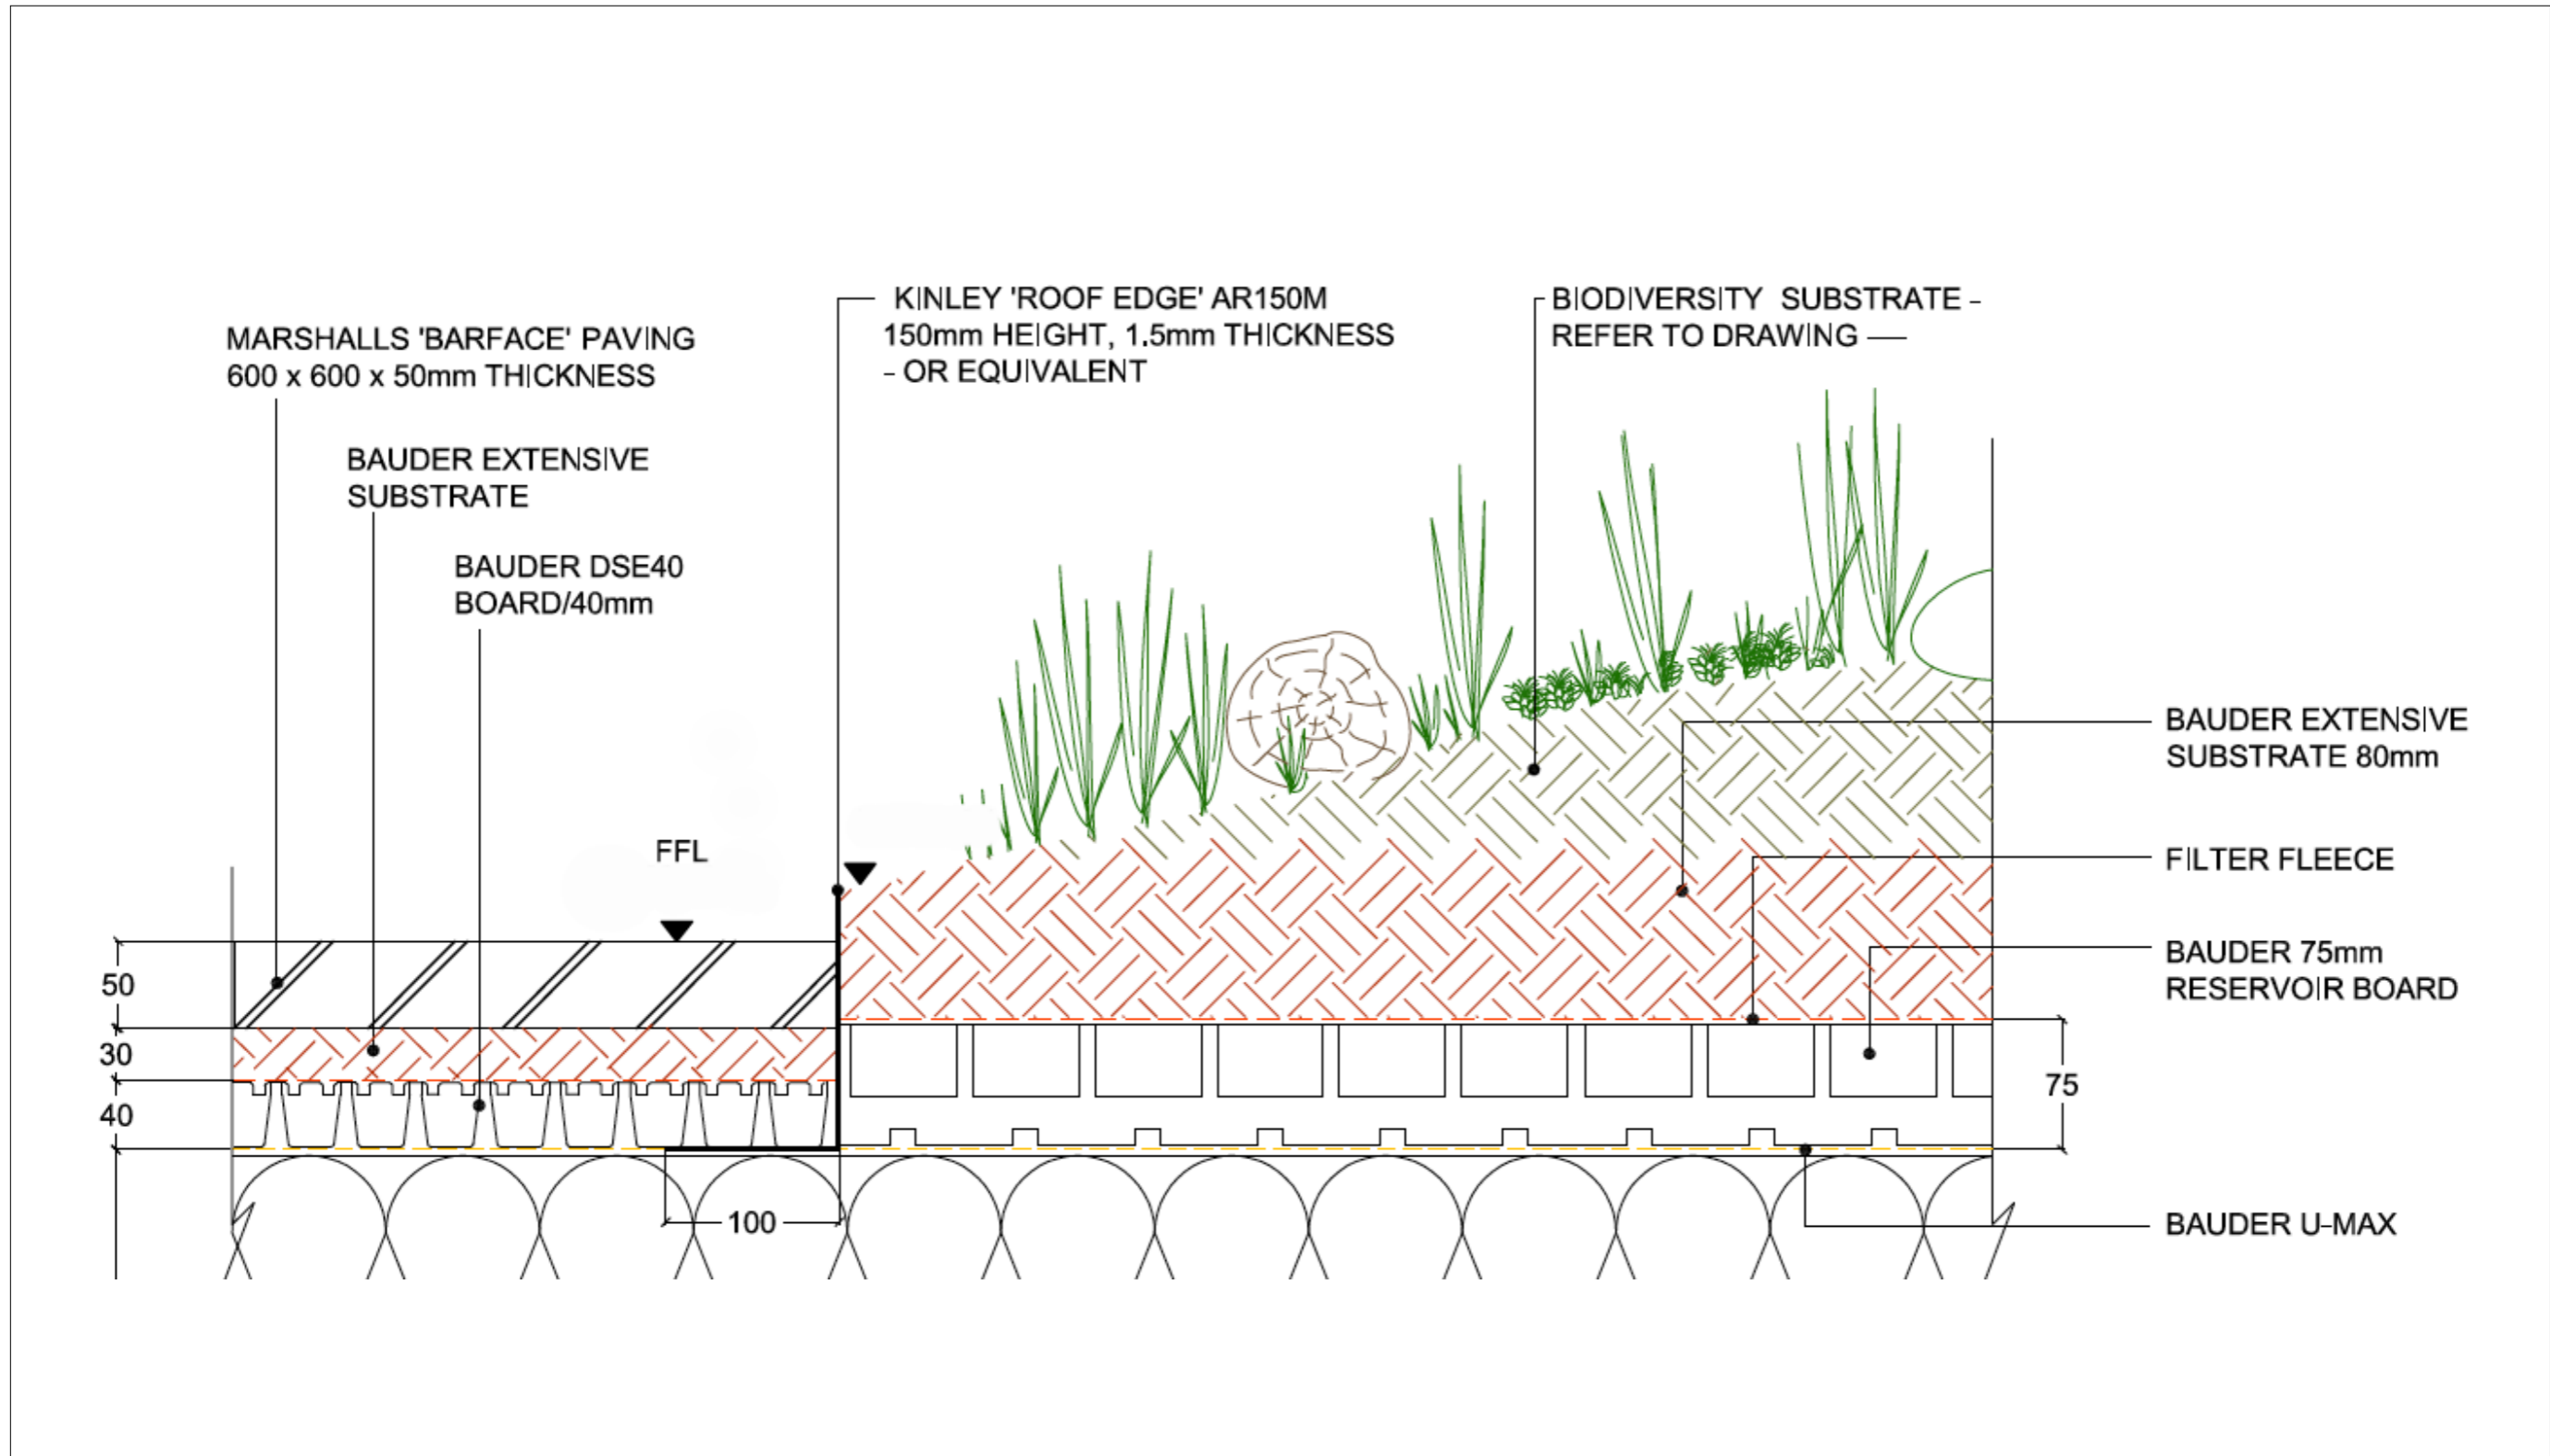 MARSHALLS 'BARFACE' PAVING
600 x 600 x 50mm THICKNESS
BAUDER EXTENSIVE
SUBSTRATE
BAUDER DSE40
BOARD/40mm
KINLEY 'ROOF EDGE' AR150M
150mm HEIGHT, 1.5mm THICKNESS
- OR EQUIVALENT
BIODIVERSITY SUBSTRATE -
REFER TO DRAWING —
FFL
BAUDER EXTENSIVE
SUBSTRATE 80mm
FILTER FLEECE
BAUDER 75mm
RESERVOIR BOARD
BAUDER U-MAX
50
30
40
100
75